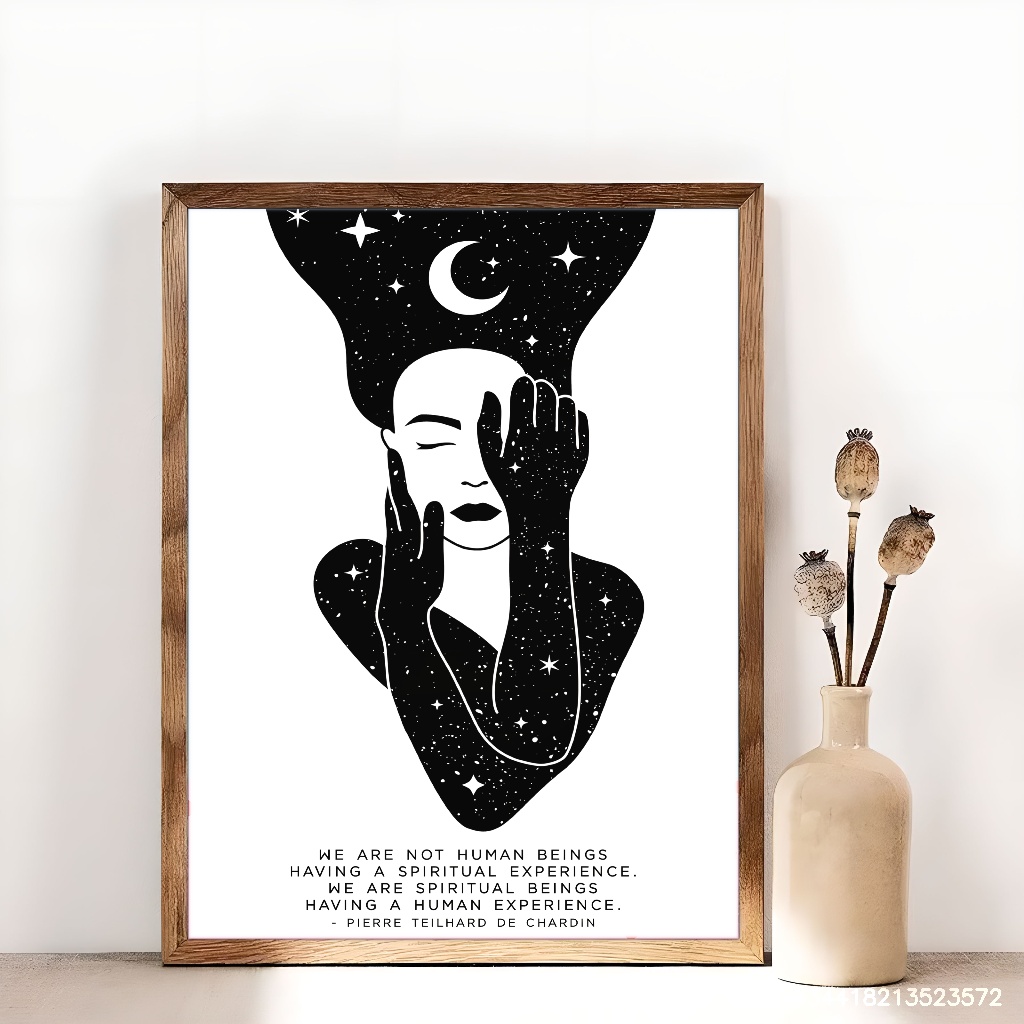 WE ARE NOT HUMAN BEINGS
HAVING A SPIRITUAL EXPERIENCE.
WE ARE SPIRITUAL BEINGS
HAVING A HUMAN EXPERIENCE.
- PIERRE TEILHARD DE CHARDIN
18213523572